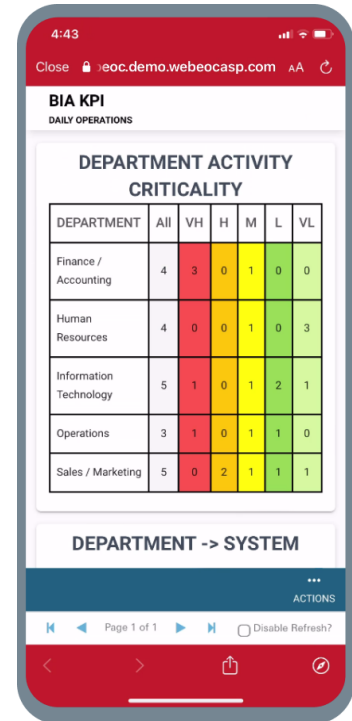 4:43
Close eoc.demo.webeocasp.com AA
BIA KPI
DAILY OPERATIONS
DEPARTMENT ACTIVITY
CRITICALITY
DEPARTMENT All VH H M L VL
Finance /
Accounting 4 3 0 1 0 0
Human
Resources 4 0 0 1 0 3
Information
Technology 5 1 0 1 2 1
Operations 3 1 0 1 1 0
Sales / Marketing 5 0 2 1 1 1
DEPARTMENT -> SYSTEM
ACTIONS
Page 1 of 1 Disable Refresh?